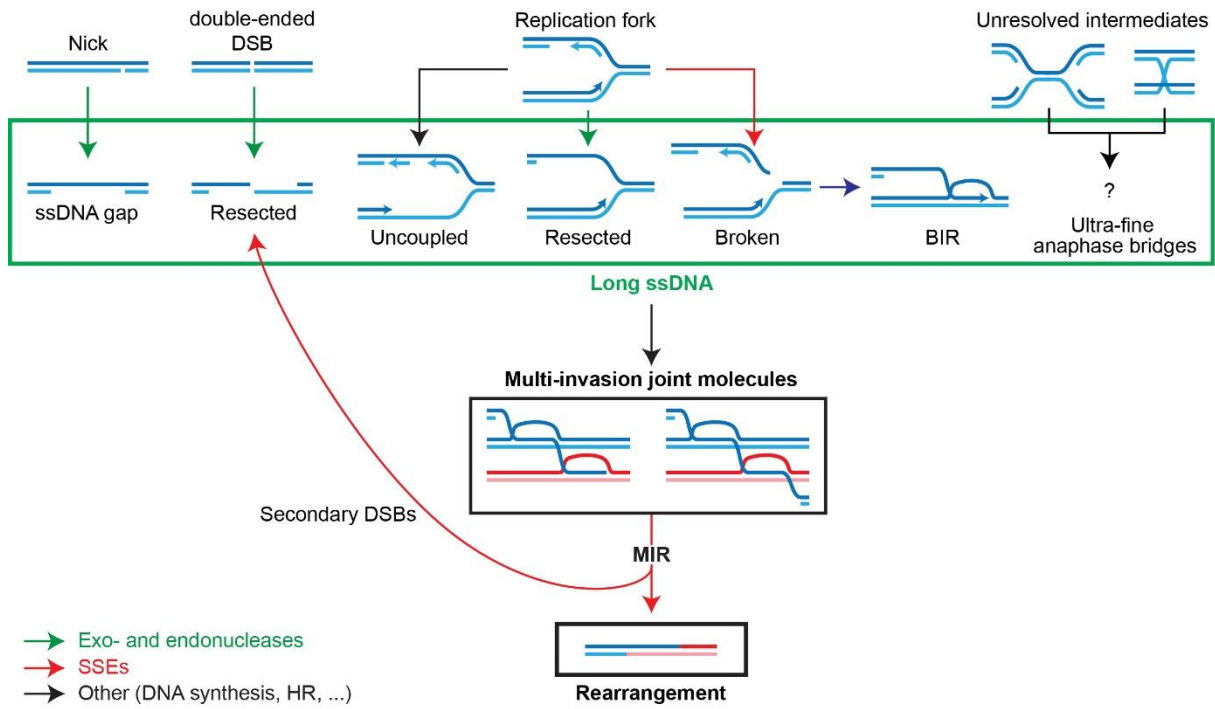 Nick
double-ended
DSB
Replication fork
Unresolved intermediates
ssDNA gap
Resected
Uncoupled
Resected
Broken
BIR
?
Ultra-fine
anaphase bridges
Long ssDNA
Multi-invasion joint molecules
Secondary DSBs
MIR
Rearrangement
Exo- and endonucleases
SSEs
Other (DNA synthesis, HR, ...)